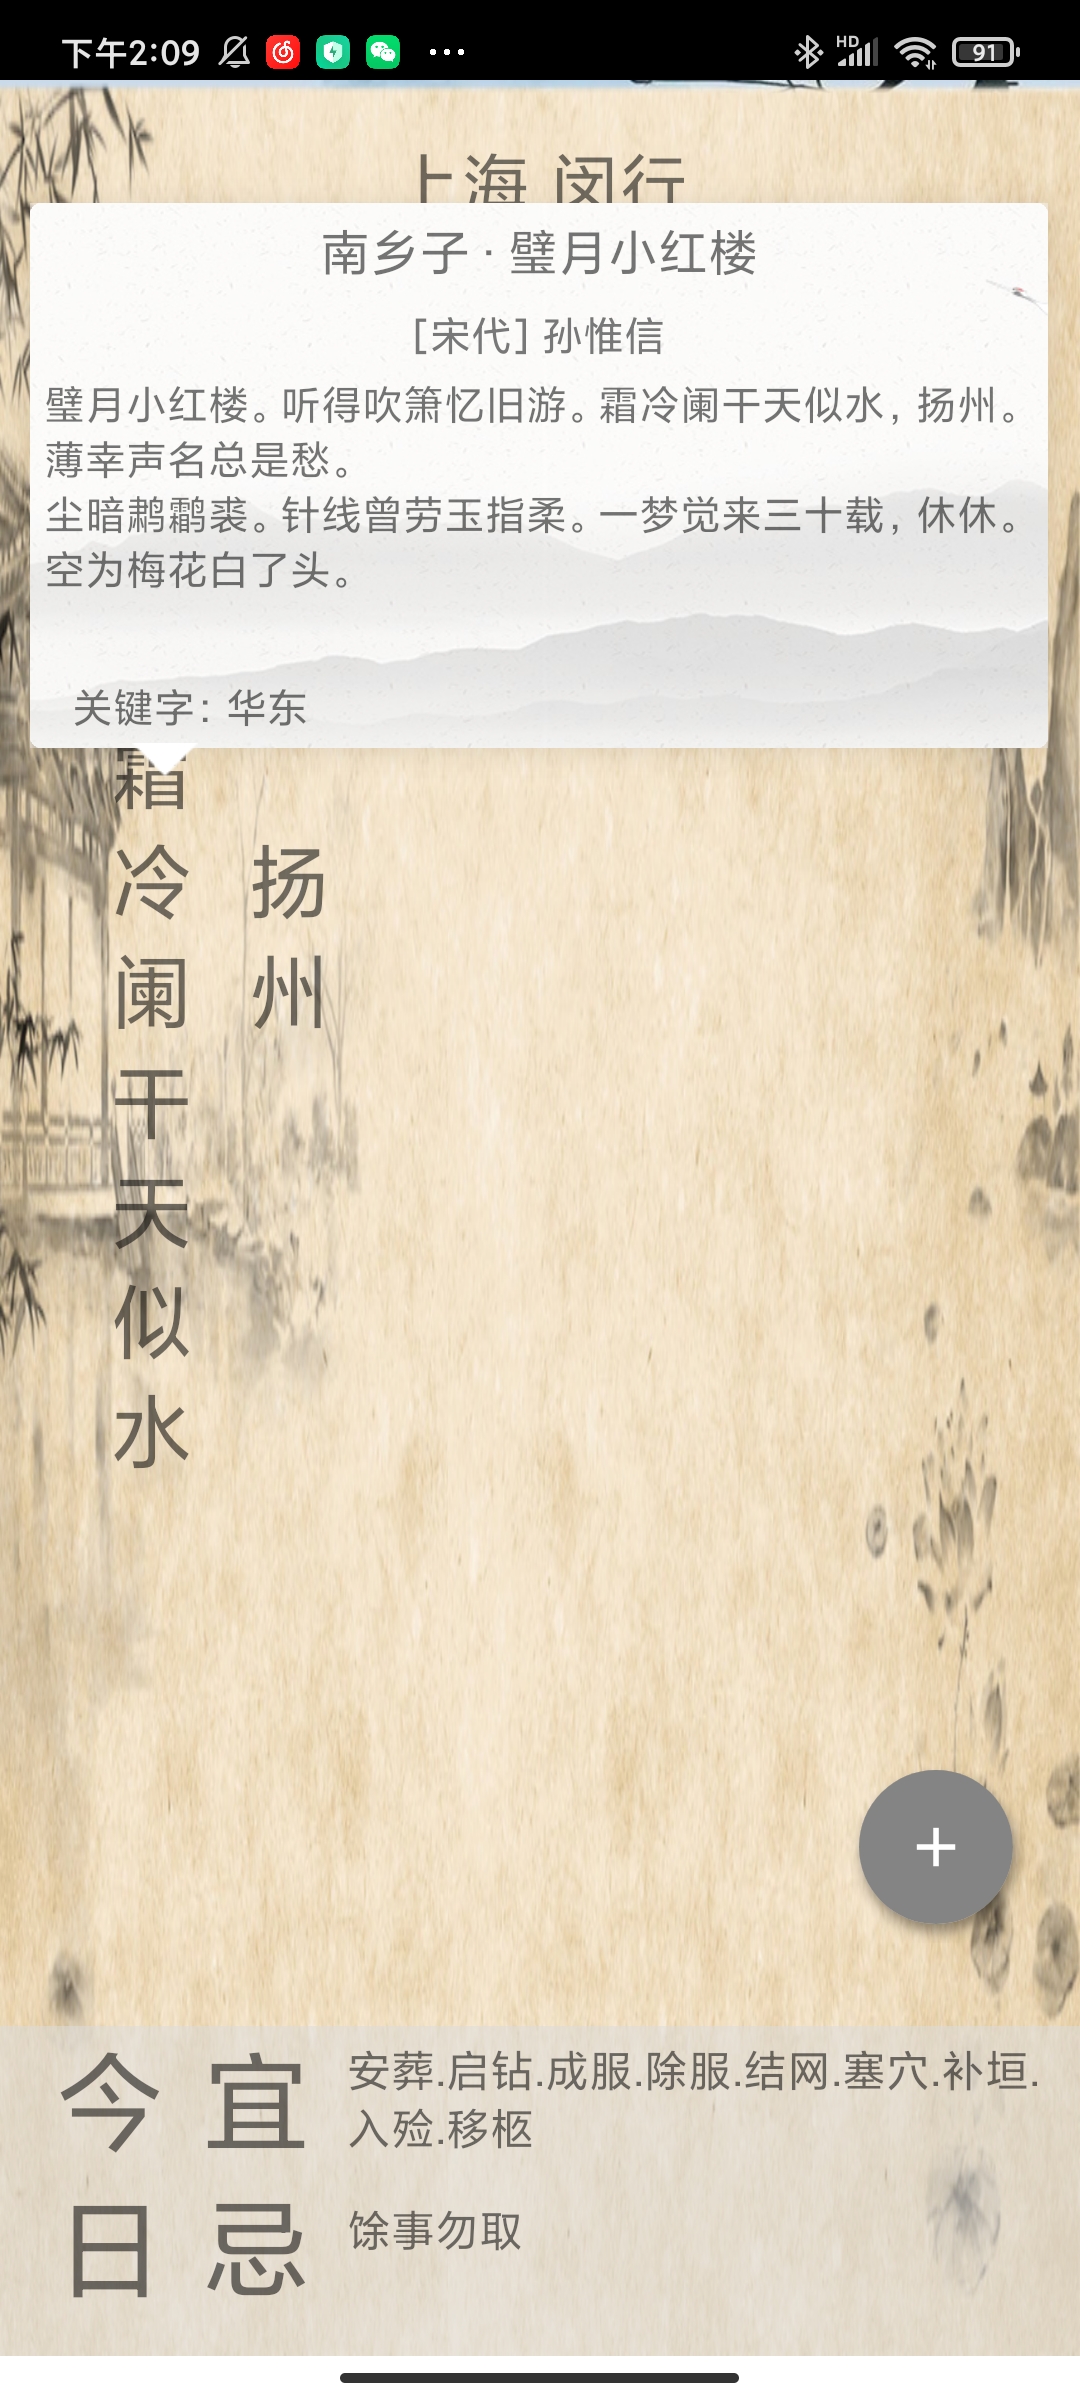 下午2:09
HD
91
上海 闵行
南乡子 · 璧月小红楼
[宋代] 孙惟信
璧月小红楼。听得吹箫忆旧游。霜冷阑干天似水, 扬州。
薄幸声名总是愁。
尘暗鹔鹴裘。针线曾劳玉指柔。一梦觉来三十载, 休休。
空为梅花白了头。
关键字: 华东
霜冷阑干天似水
扬州
今日
宜
安葬.启钻.成服.除服.结网.塞穴.补垣.
入殓.移柩
忌
馀事勿取